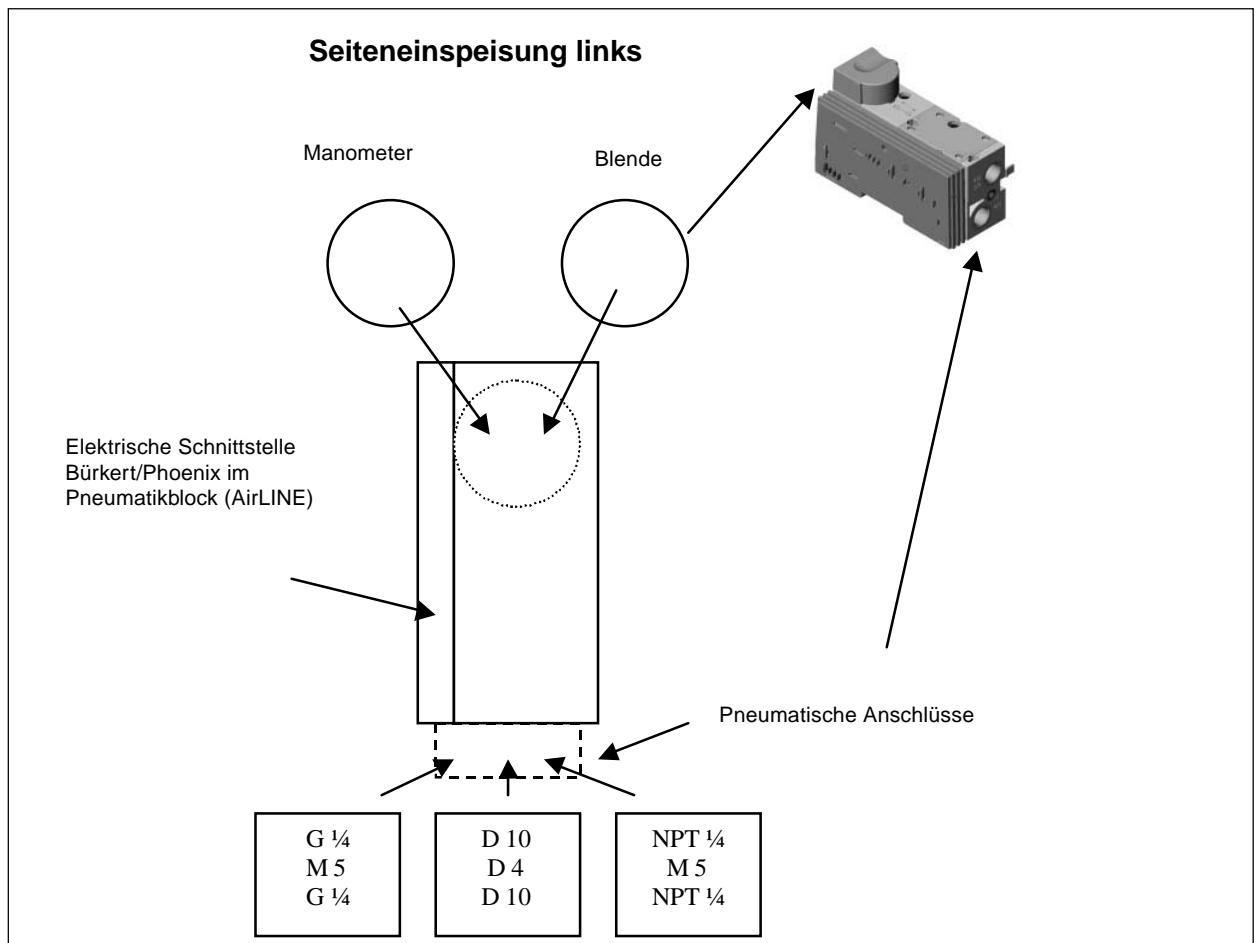 Seiteneinspeisung links
Manometer
Blende
Elektrische Schnittstelle
Bürkert/Phoenix im
Pneumatikblock (AirLINE)
Pneumatische Anschlüsse
G ¼
M 5
G ¼
D 10
D 4
D 10
NPT ¼
M 5
NPT ¼